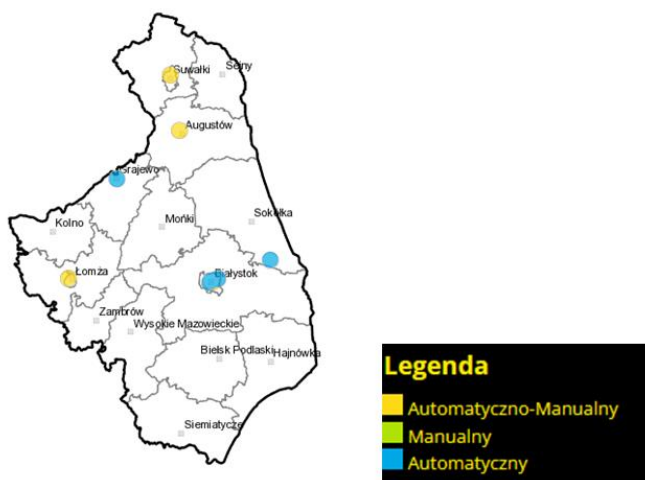 Suwałki
Sejny
Augustów
Grajewo
Kolno
Mońki
Sokółka
Łomża
Białystok
Zambrów
Wysokie Mazowieckie
Bielsk Podlaski
Hajnówka
Siemiatycze
Legenda
Automatyczno-Manualny
Manualny
Automatyczny